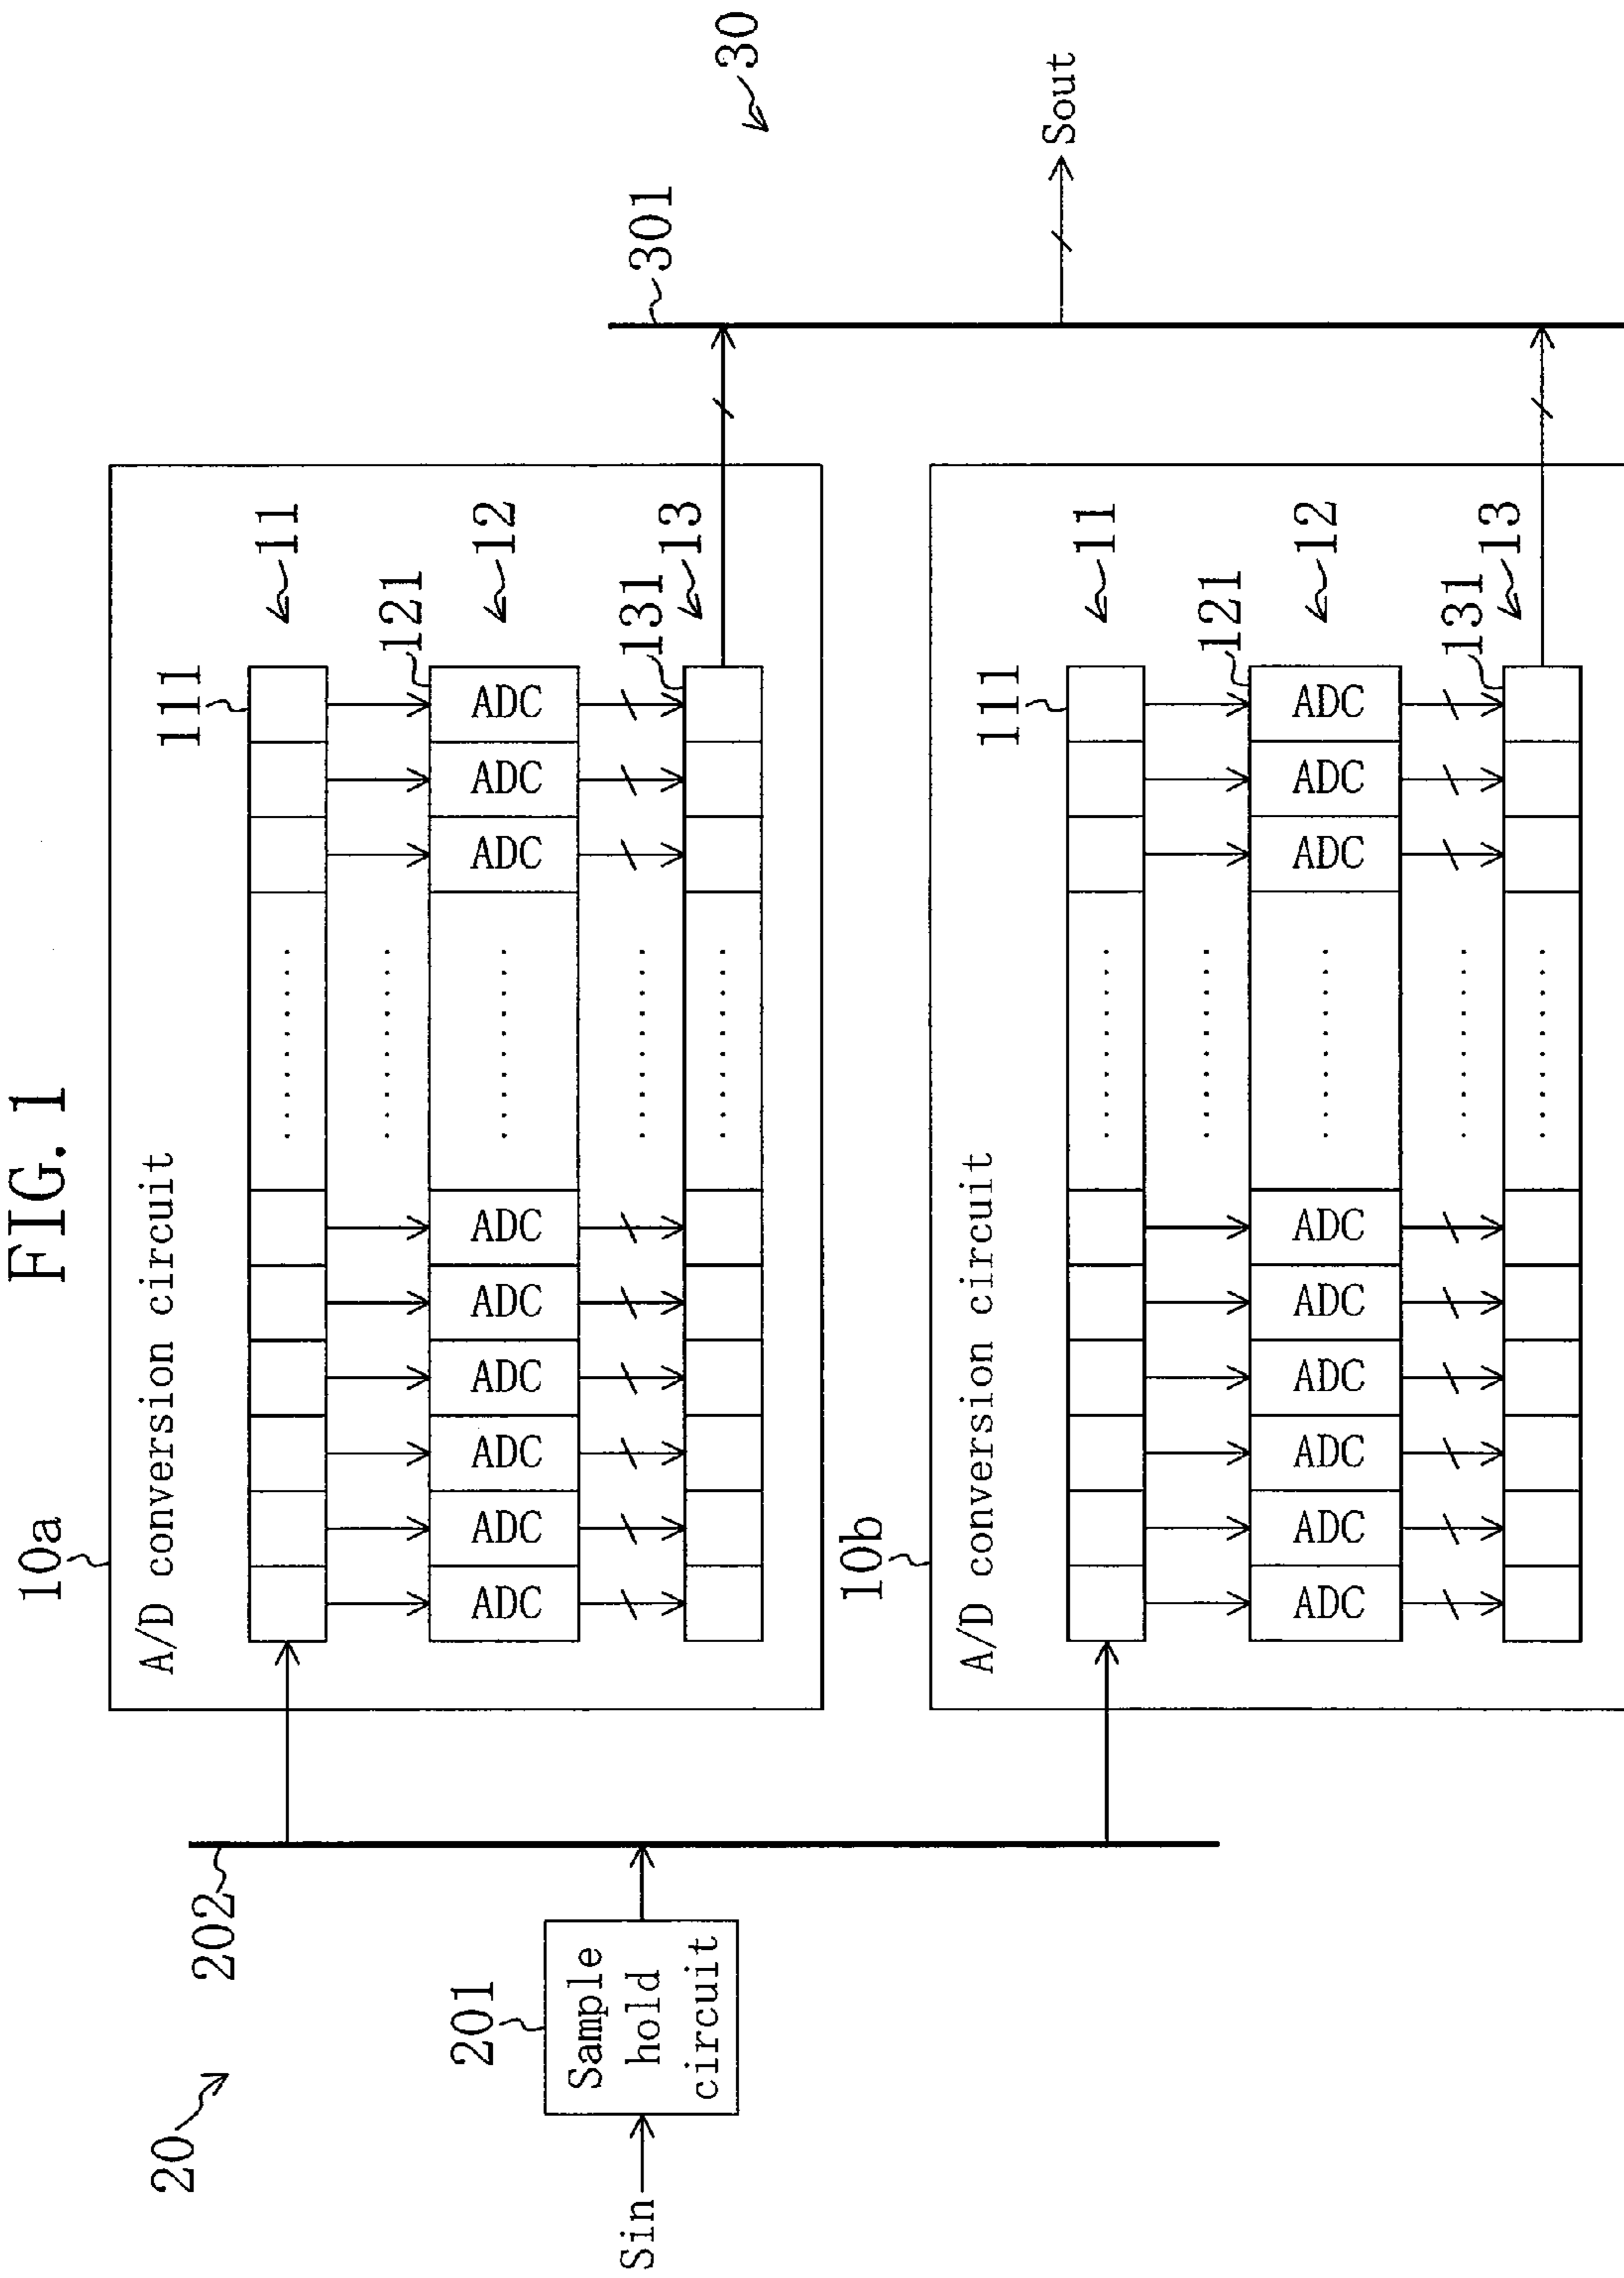 FIG. 1
10a
A/D conversion circuit
111
11
121
ADC ADC ADC ADC ADC ADC ADC ADC ADC
12
131
13
20
202
201
Sample
hold
circuit
Sin
301
30
Sout
10b
A/D conversion circuit
111
11
121
ADC ADC ADC ADC ADC ADC ADC ADC ADC
12
131
13